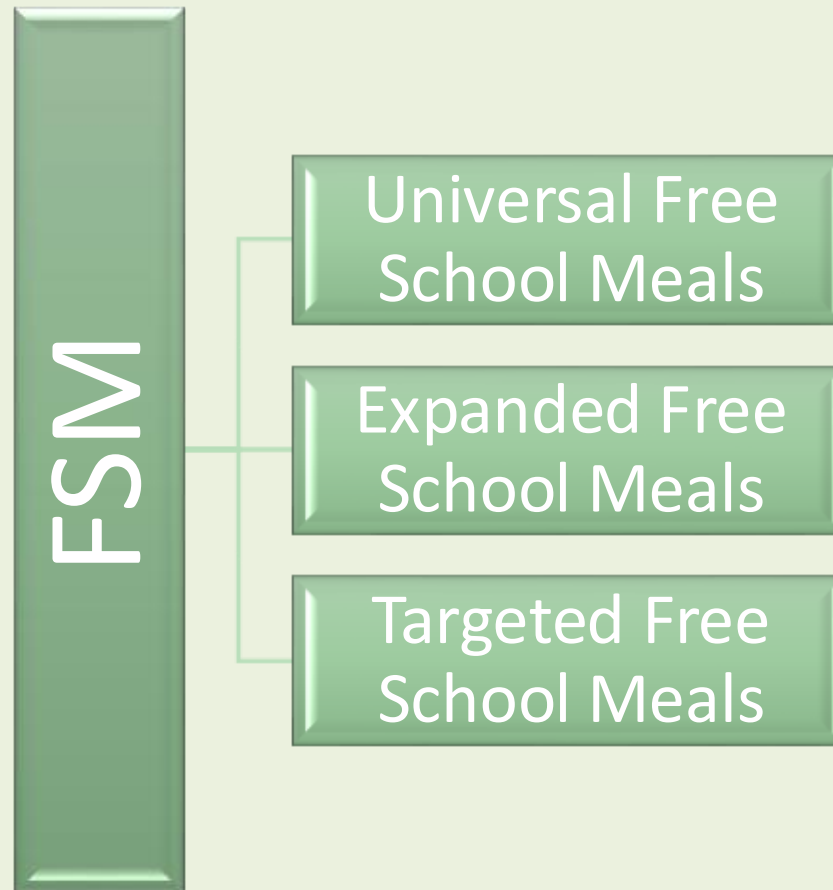 FSM
Universal Free
School Meals
Expanded Free
School Meals
Targeted Free
School Meals